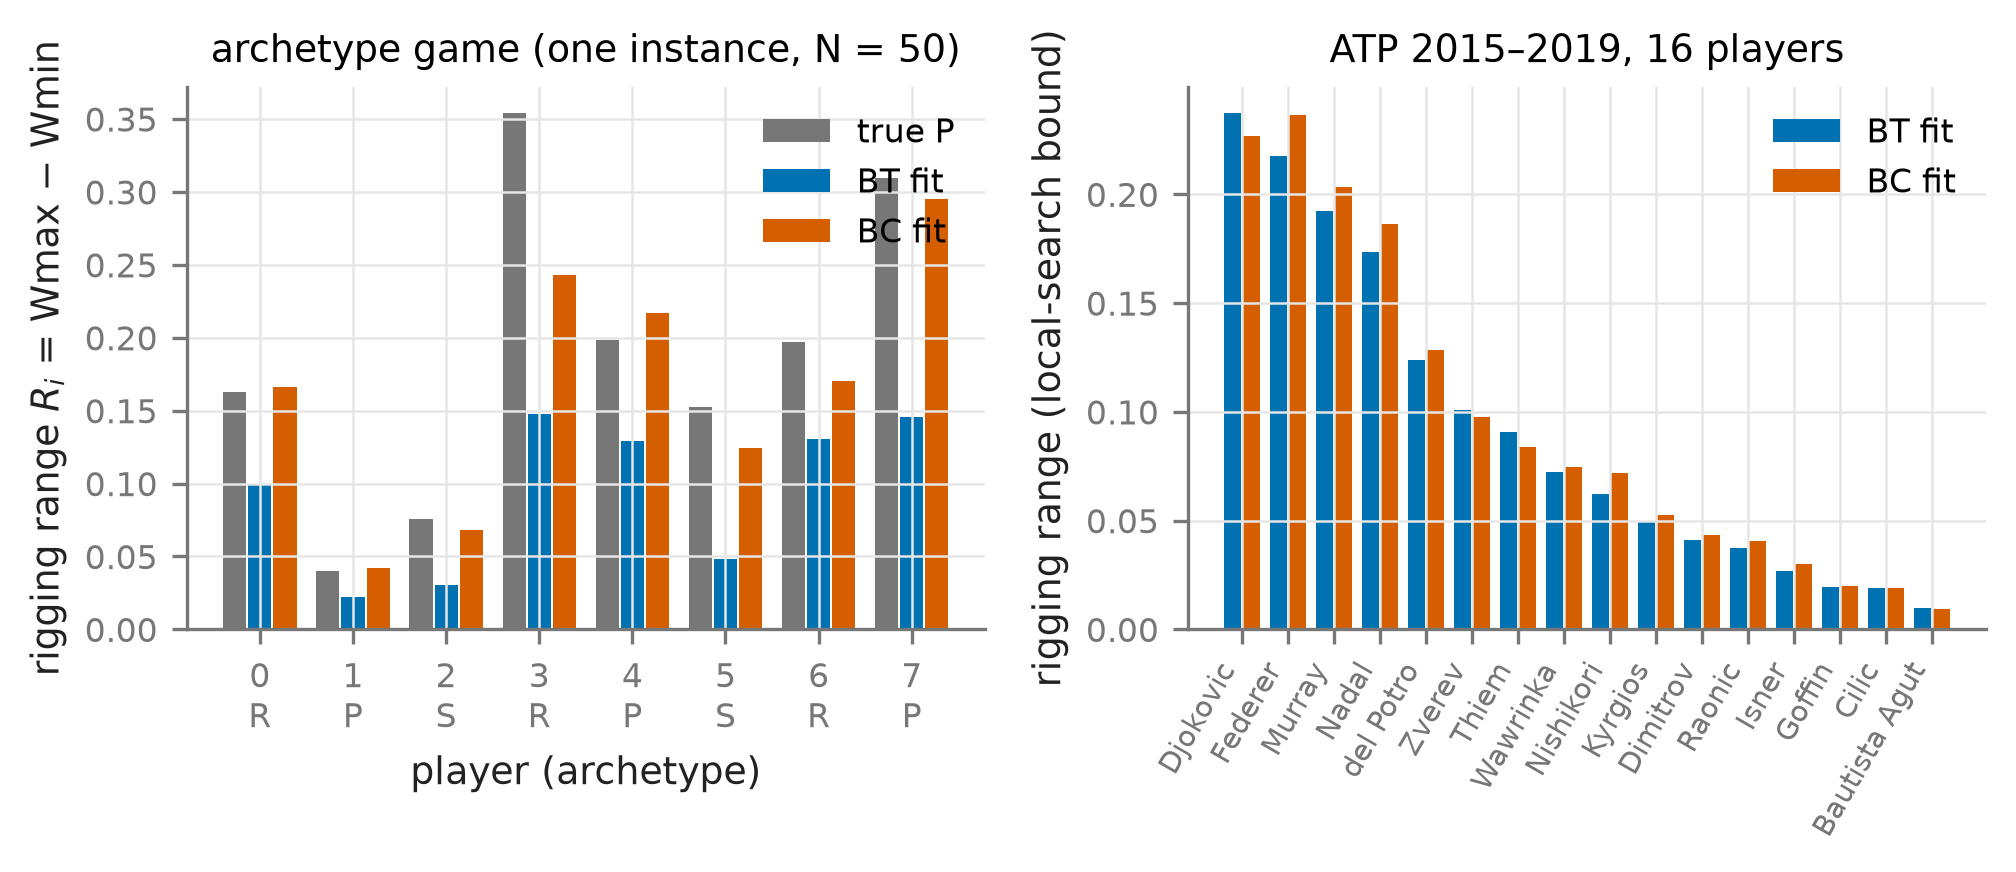 archetype game (one instance, N = 50)
rigging range Rᵢ = Wmax − Wmin
0.35
0.30
0.25
0.20
0.15
0.10
0.05
0.00
true P
BT fit
BC fit
0 1 2 3 4 5 6 7
R P S R P S R P
player (archetype)
ATP 2015–2019, 16 players
rigging range (local-search bound)
0.20
0.15
0.10
0.05
0.00
BT fit
BC fit
Djokovic
Federer
Murray
Nadal
del Potro
Zverev
Thiem
Wawrinka
Nishikori
Kyrgios
Dimitrov
Raonic
Isner
Goffin
Cilic
Bautista Agut